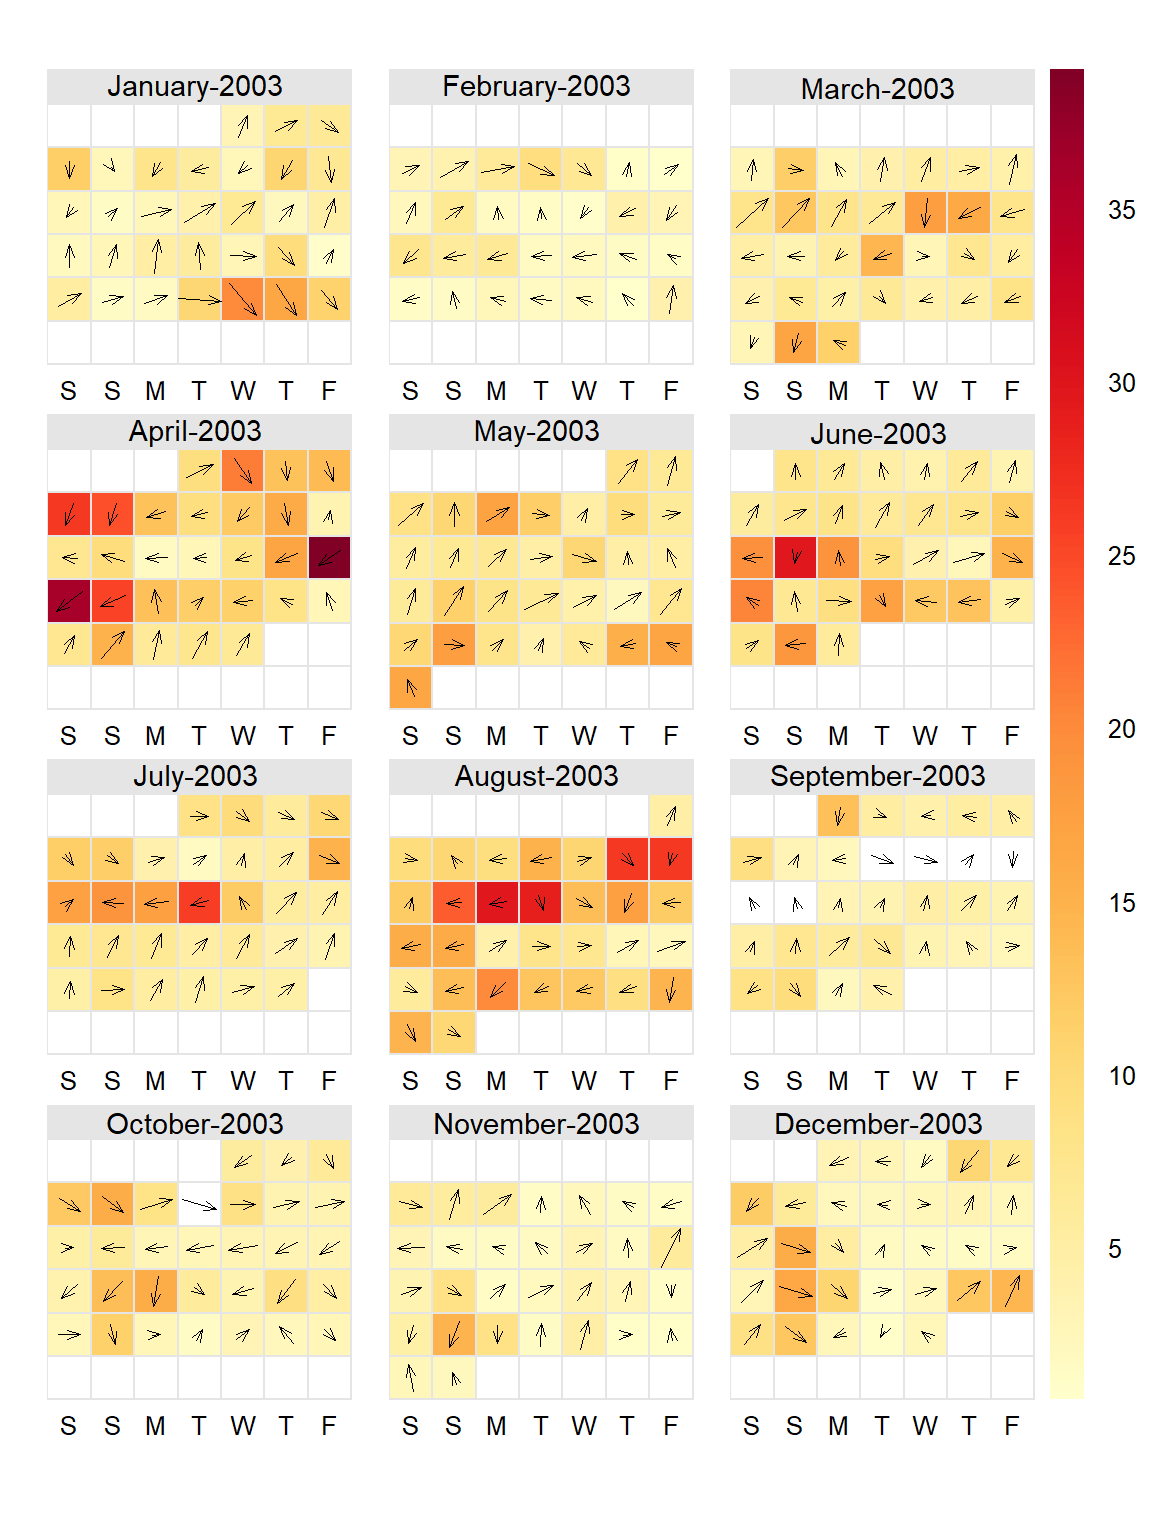 January-2003 February-2003 March-2003
35
30
S S M T W T F S S M T W T F S S M T W T F
April-2003 May-2003 June-2003
25
20
S S M T W T F S S M T W T F S S M T W T F
July-2003 August-2003 September-2003
15
10
S S M T W T F S S M T W T F S S M T W T F
October-2003 November-2003 December-2003
5
S S M T W T F S S M T W T F S S M T W T F